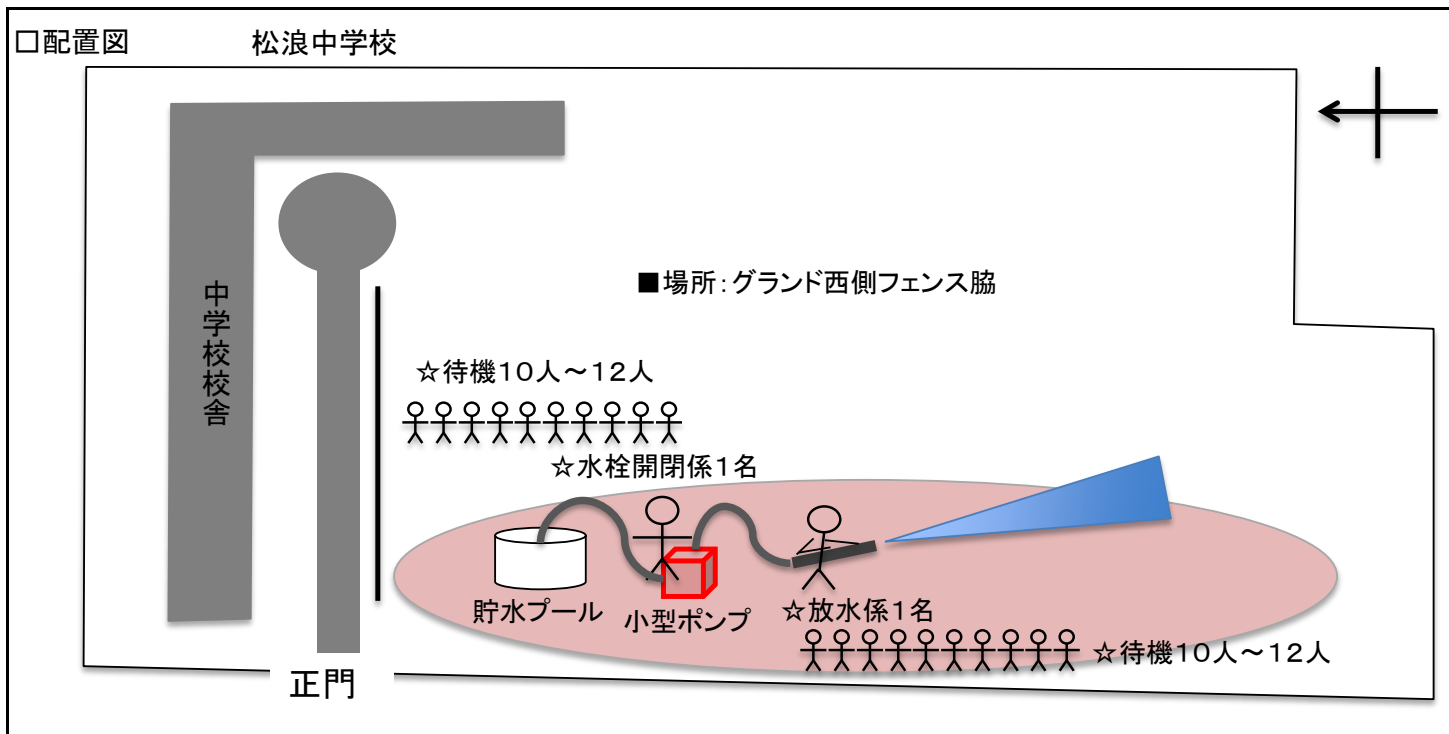 □配置図
松浪中学校
中学校校舎
■場所：グランド西側フェンス脇
☆待機１０人～１２人
☆水栓開閉係１名
貯水プール
小型ポンプ
☆放水係１名
☆待機１０人～１２人
正門